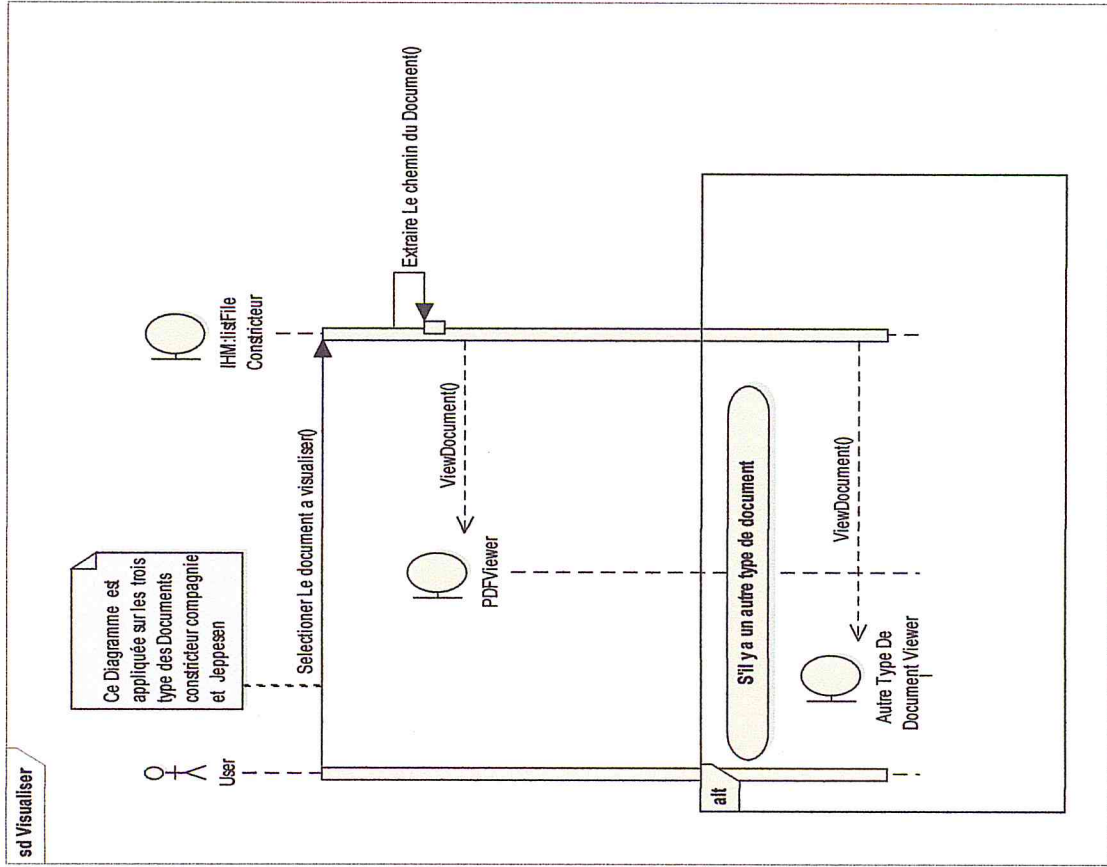 sd Visualiser
User
Ce Diagramme est
appliquée sur les trois
type des Documents
constricteur compagnie
et Jeppesen
IHM:listFile
Constricteur
Selectioner Le document a visualiser()
Extraire Le chemin du Document()
ViewDocument()
PDFViewer
alt
S'il y a un autre type de document
ViewDocument()
Autre Type De
Document Viewer